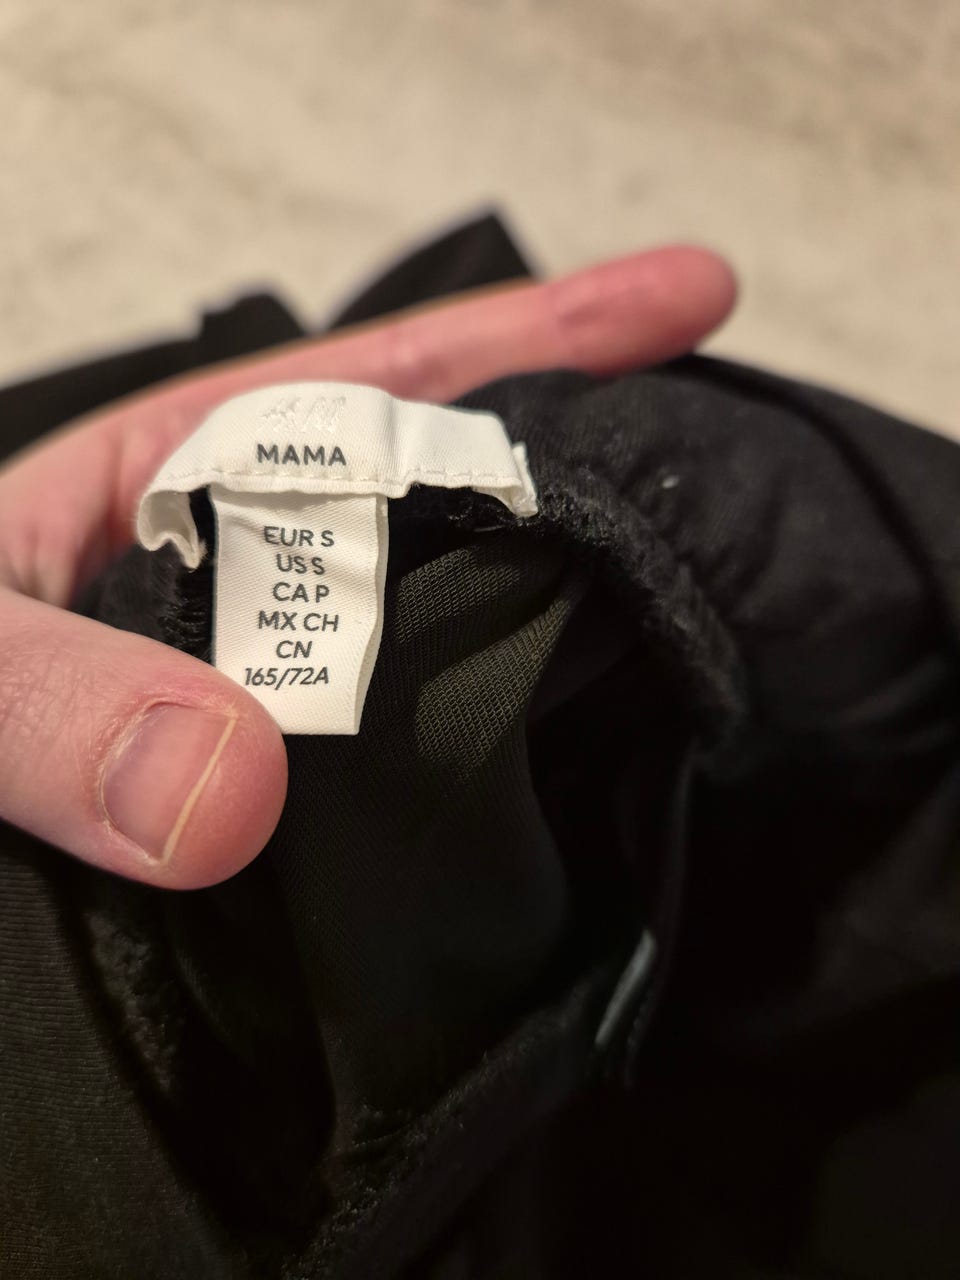 H&M
MAMA
EUR S
US S
CA P
MX CH
CN
165/72A